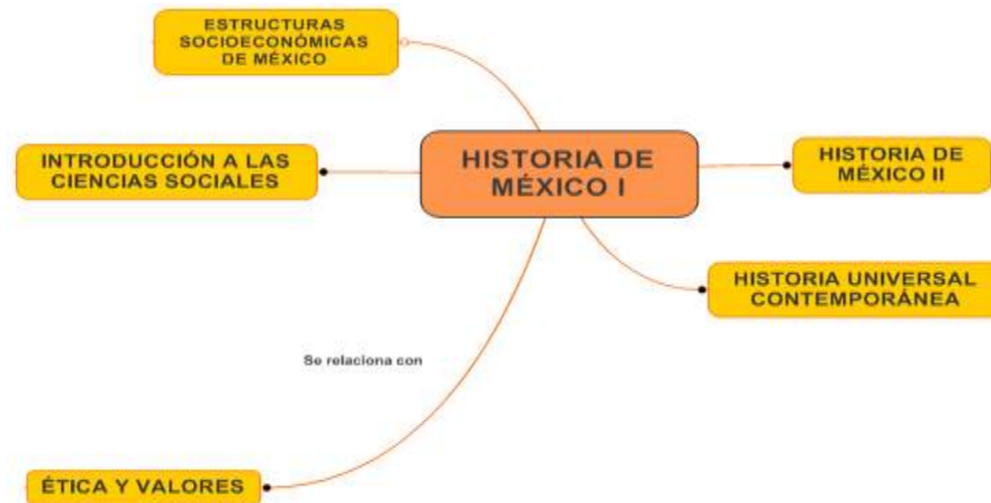 ESTRUCTURAS
SOCIOECONÓMICAS
DE MÉXICO
INTRODUCCIÓN A LAS
CIENCIAS SOCIALES
HISTORIA DE
MÉXICO I
HISTORIA DE
MÉXICO II
HISTORIA UNIVERSAL
CONTEMPORÁNEA
Se relaciona con
ÉTICA Y VALORES